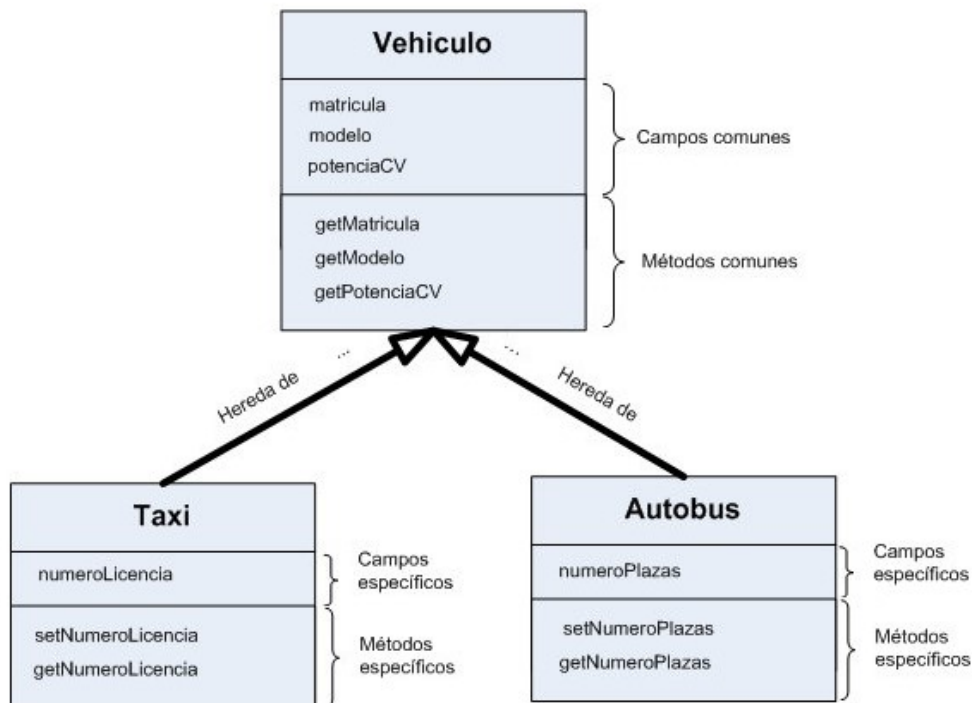 Vehiculo
matricula
modelo
potenciaCV
Campos comunes
getMatricula
getModelo
getPotenciaCV
Métodos comunes
...
...
Hereda de
Hereda de
Taxi
numeroLicencia
Campos
específicos
setNumeroLicencia
getNumeroLicencia
Métodos
específicos
Autobus
numeroPlazas
Campos
específicos
setNumeroPlazas
getNumeroPlazas
Métodos
específicos